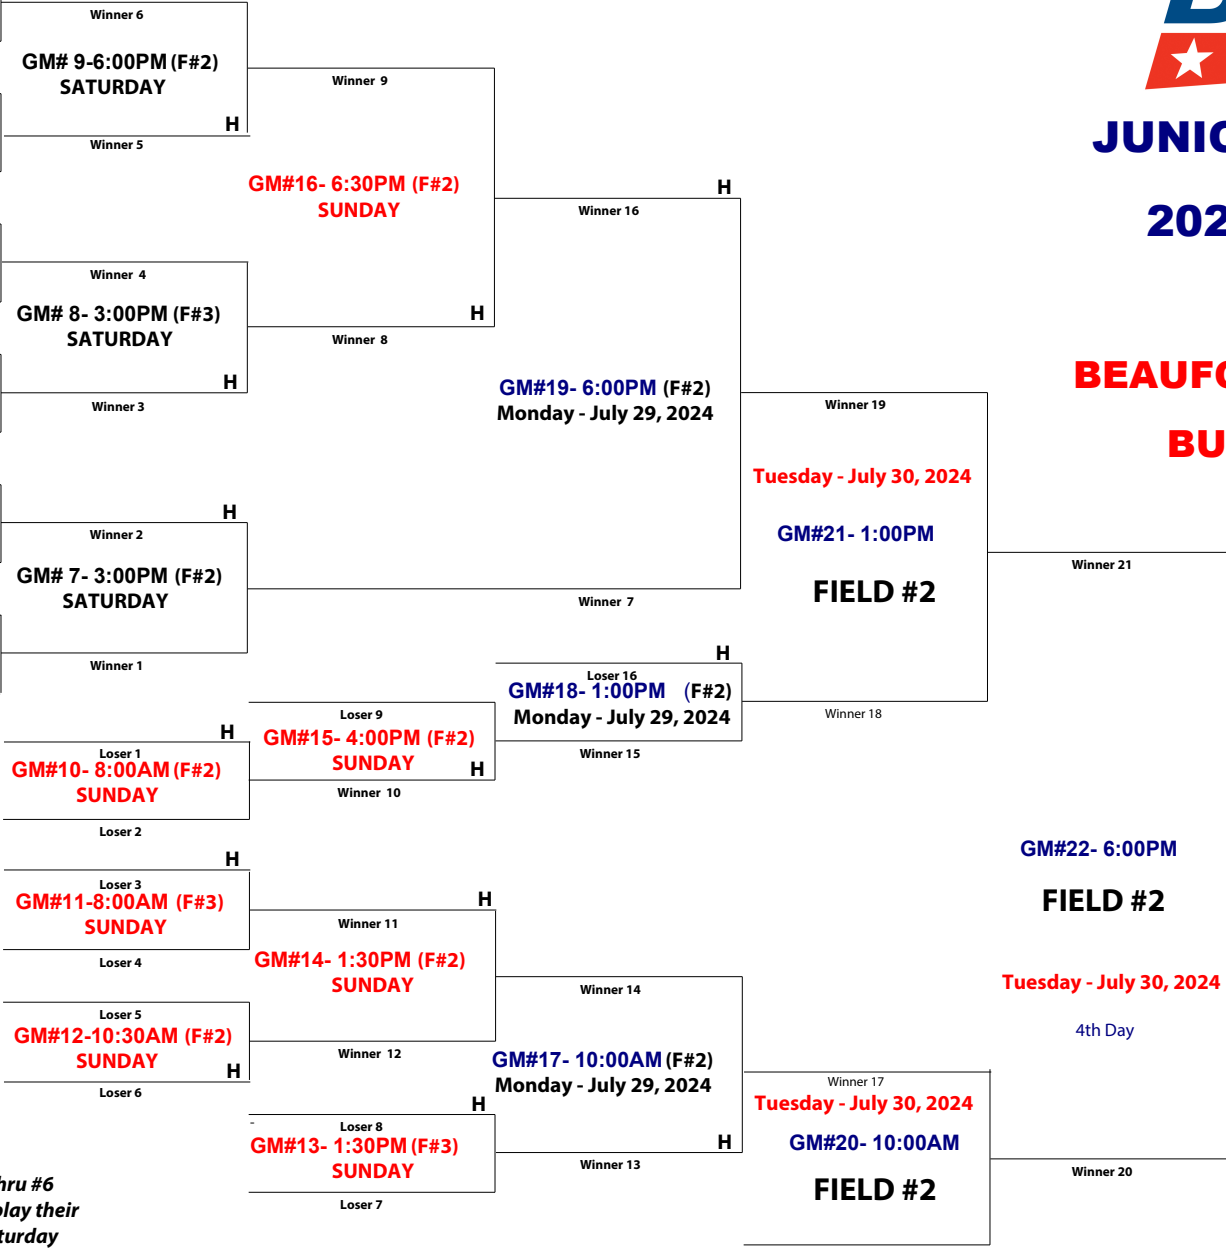 Winner 6
GM# 9-6:00PM (F#2)
SATURDAY
H
Winner 5
Winner 9
GM#16- 6:30PM (F#2)
SUNDAY
Winner 4
GM# 8- 3:00PM (F#3)
SATURDAY
H
Winner 3
H
Winner 8
H
Winner 16
GM#19- 6:00PM (F#2)
Monday - July 29, 2024
H
Winner 2
GM# 7- 3:00PM (F#2)
SATURDAY
Winner 1
Winner 7
Winner 19
Tuesday - July 30, 2024
GM#21- 1:00PM
FIELD #2
Winner 21
H
Loser 16
GM#18- 1:00PM (F#2)
Monday - July 29, 2024
Winner 15
Winner 18
Loser 9
GM#15- 4:00PM (F#2)
SUNDAY
H
Winner 10
H
Loser 1
GM#10- 8:00AM (F#2)
SUNDAY
Loser 2
H
Loser 3
GM#11-8:00AM (F#3)
SUNDAY
Loser 4
H
Winner 11
GM#14- 1:30PM (F#2)
SUNDAY
Winner 12
Loser 5
GM#12-10:30AM (F#2)
SUNDAY
H
Loser 6
Winner 14
GM#17- 10:00AM (F#2)
Monday - July 29, 2024
H
Winner 13
H
Loser 8
GM#13- 1:30PM (F#3)
SUNDAY
Loser 7
Winner 17
Tuesday - July 30, 2024
GM#20- 10:00AM
FIELD #2
Winner 20
GM#22- 6:00PM
FIELD #2
Tuesday - July 30, 2024
4th Day
JUNIO
202
BEAUFO
BU
hru #6
play their
turday